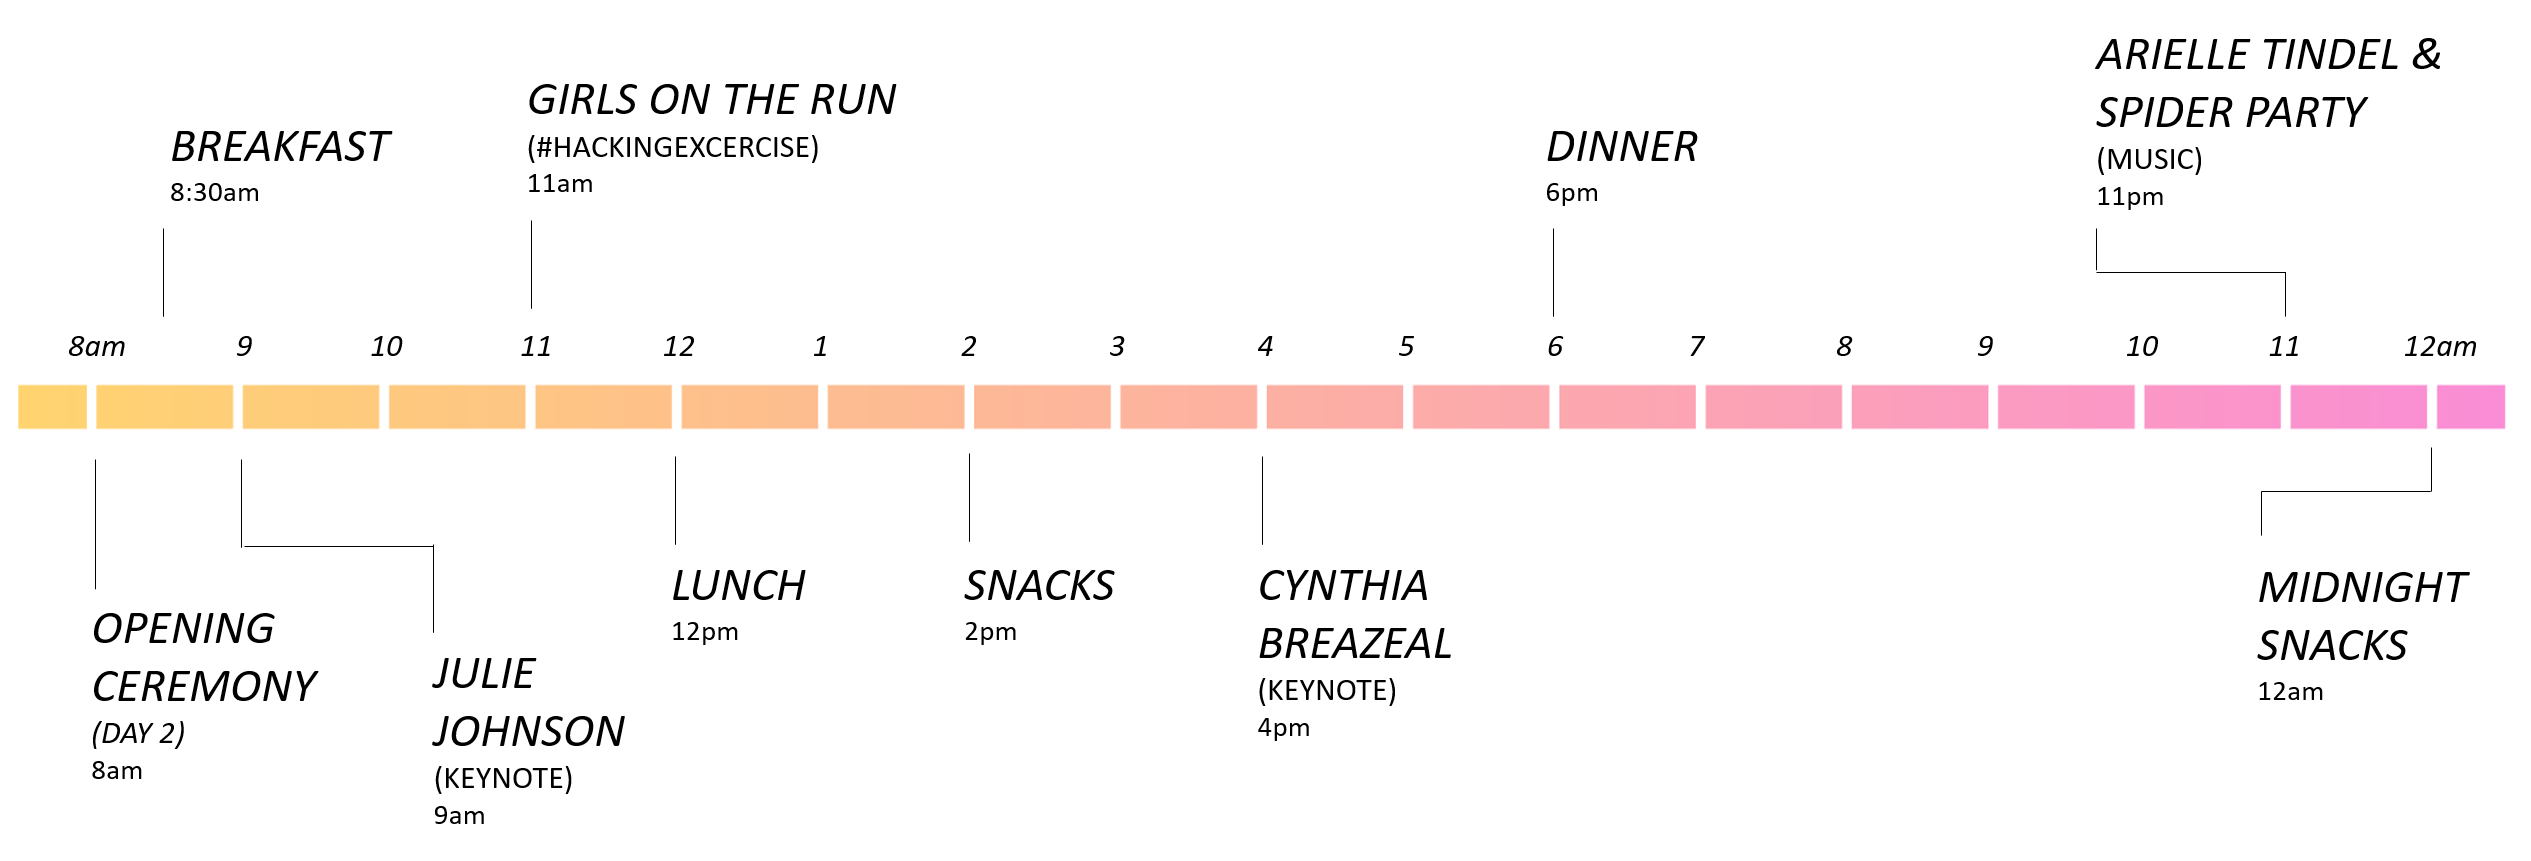 ARIELLE TINDEL &
SPIDER PARTY
(MUSIC)
11pm
GIRLS ON THE RUN
(#HACKINGEXCERCISE)
11am
BREAKFAST
8:30am
DINNER
6pm
8am 9 10 11 12 1 2 3 4 5 6 7 8 9 10 11 12am
OPENING
CEREMONY
(DAY 2)
8am
JULIE
JOHNSON
(KEYNOTE)
9am
LUNCH
12pm
SNACKS
2pm
CYNTHIA
BREAZEAL
(KEYNOTE)
4pm
MIDNIGHT
SNACKS
12am